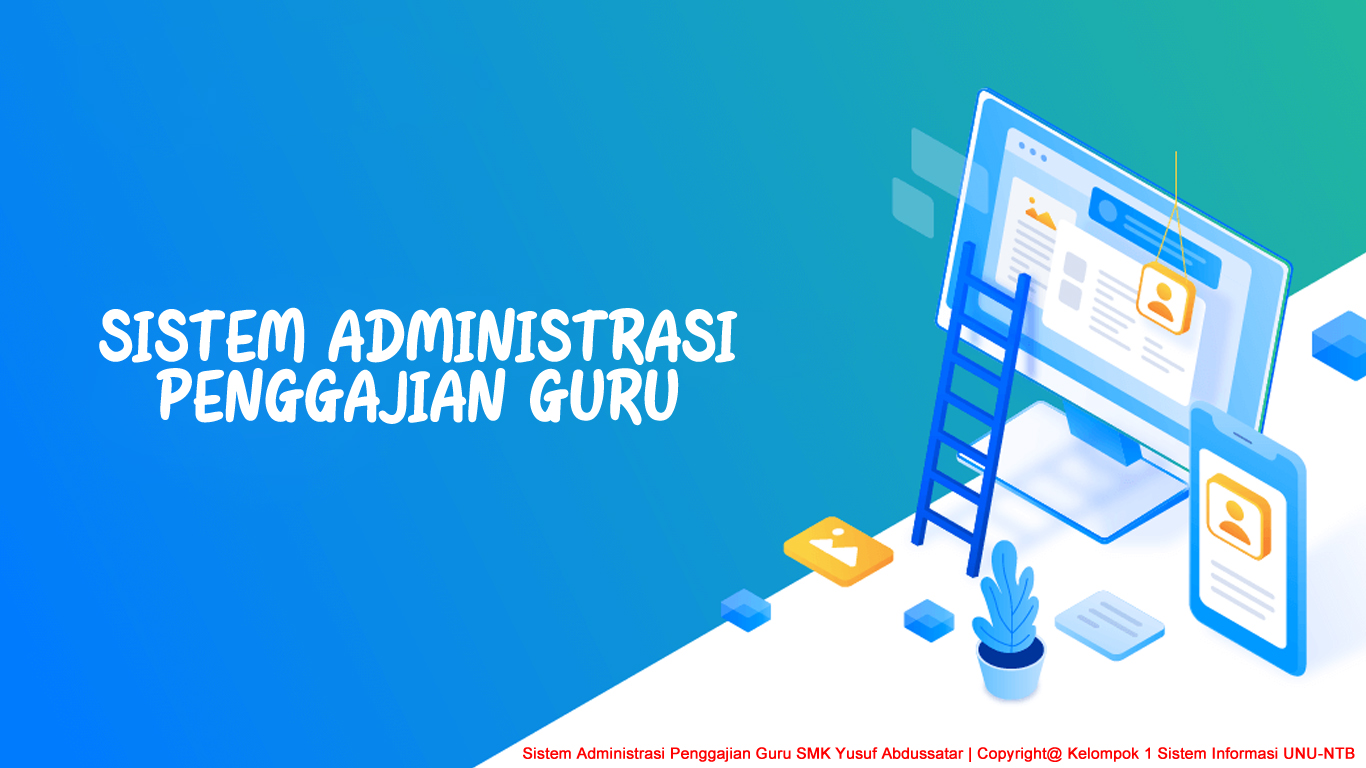 SISTEM ADMINISTRASI
PENGGAJIAN GURU
Sistem Administrasi Penggajian Guru SMK Yusuf Abdussatar | Copyright@ Kelompok 1 Sistem Informasi UNU-NTB